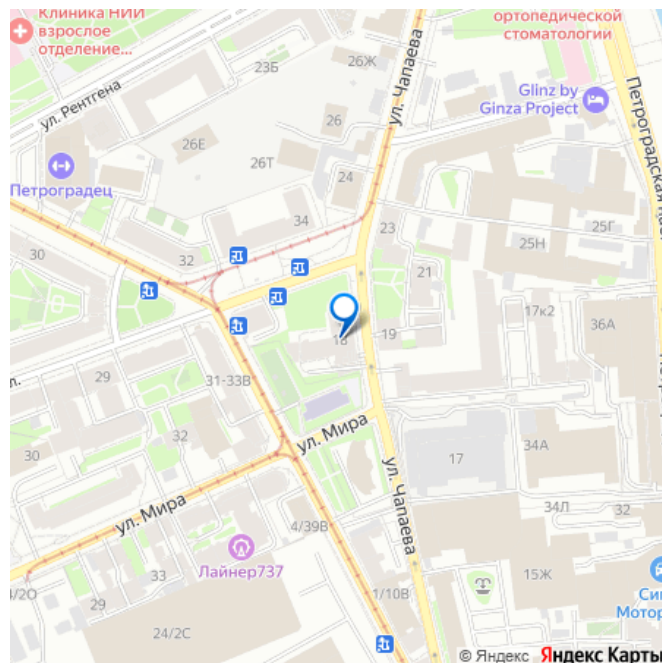 Клиника НИИ
взрослое
отделение...
ортопедической
стоматологии
23Б
26Ж
ул. Чапаева
Glinz by
Ginza Project
ул. Рентгена
26
26Е
26Т
Петроградская
Петроградец
24
34
23
25Г
25Н
30
32
21
17к2
18
19
36А
29
31-33В
32
30
ул. Мира
17
34А
ул. Мира
ул. Чапаева
4/39В
34Л
32
Лайнер737
33
29
1/10В
15Ж
24/2С
Мотор
© Яндекс Яндекс Карты